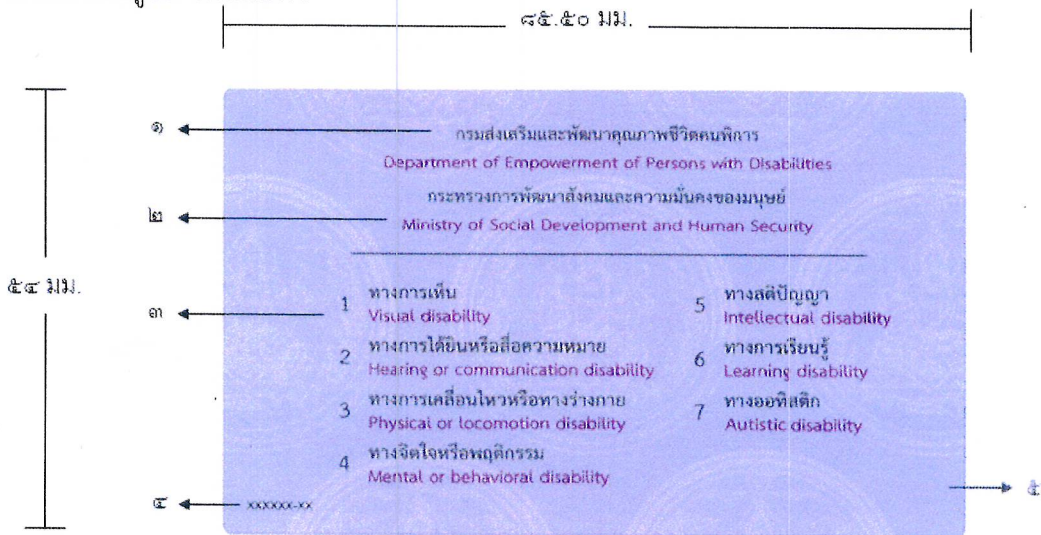 ๘๕.๕๐ มม.
๑
กรมส่งเสริมและพัฒนาคุณภาพชีวิตคนพิการ
Department of Empowerment of Persons with Disabilities
กระทรวงการพัฒนาสังคมและความมั่นคงของมนุษย์
๒
Ministry of Social Development and Human Security
๕๔ มม.
๓
1 ทางการเห็น
Visual disability
2 ทางการได้ยินหรือสื่อความหมาย
Hearing or communication disability
3 ทางการเคลื่อนไหวหรือทางร่างกาย
Physical or locomotion disability
4 ทางจิตใจหรือพฤติกรรม
Mental or behavioral disability
5 ทางสติปัญญา
Intellectual disability
6 ทางการเรียนรู้
Learning disability
7 ทางออทิสติก
Autistic disability
๔ xxxxxx-xx
๕